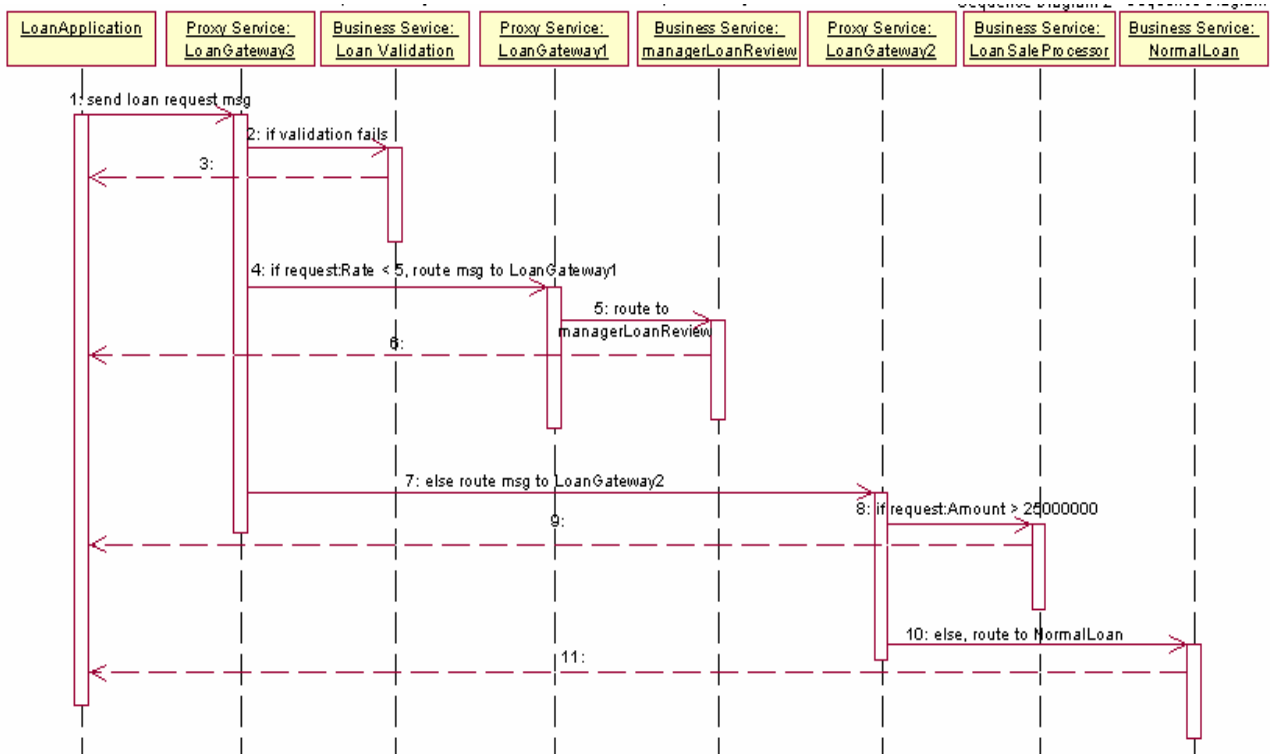 LoanApplication
Proxy Service:
LoanGateway3
Business Sevice:
Loan Validation
Proxy Service:
LoanGateway1
Business Service:
managerLoanReview
Proxy Service:
LoanGateway2
Business Service:
LoanSaleProcessor
Business Service:
NormalLoan
1: send loan request msg
2: if validation fails
3:
4: if request:Rate < 5, route msg to LoanGateway1
5: route to
managerLoanReview
6:
7: else route msg to LoanGateway2
8: if request:Amount > 25000000
9:
10: else, route to NormalLoan
11: